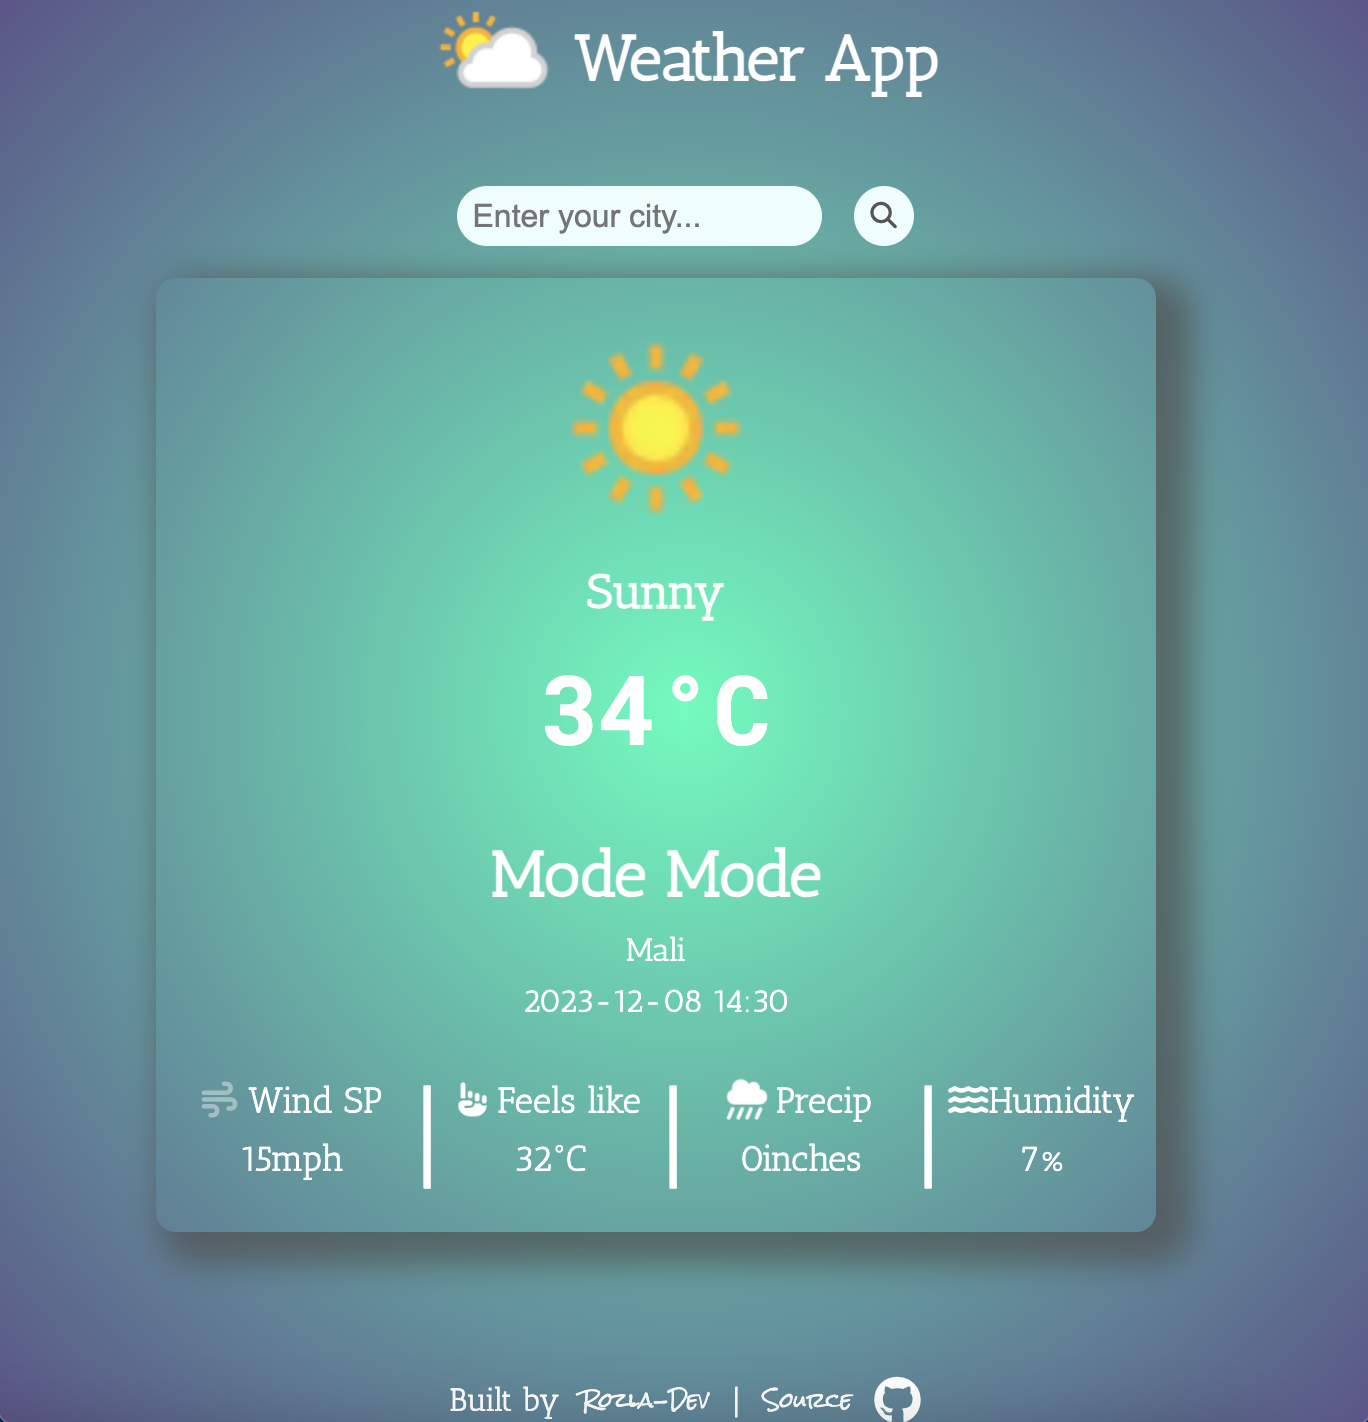 Weather App
Enter your city...
Sunny
34°C
Mode Mode
Mali
2023-12-08 14:30
Wind SP Feels like Precip Humidity
15mph 32°C 0inches 7%
Built by Rozla-Dev | Source